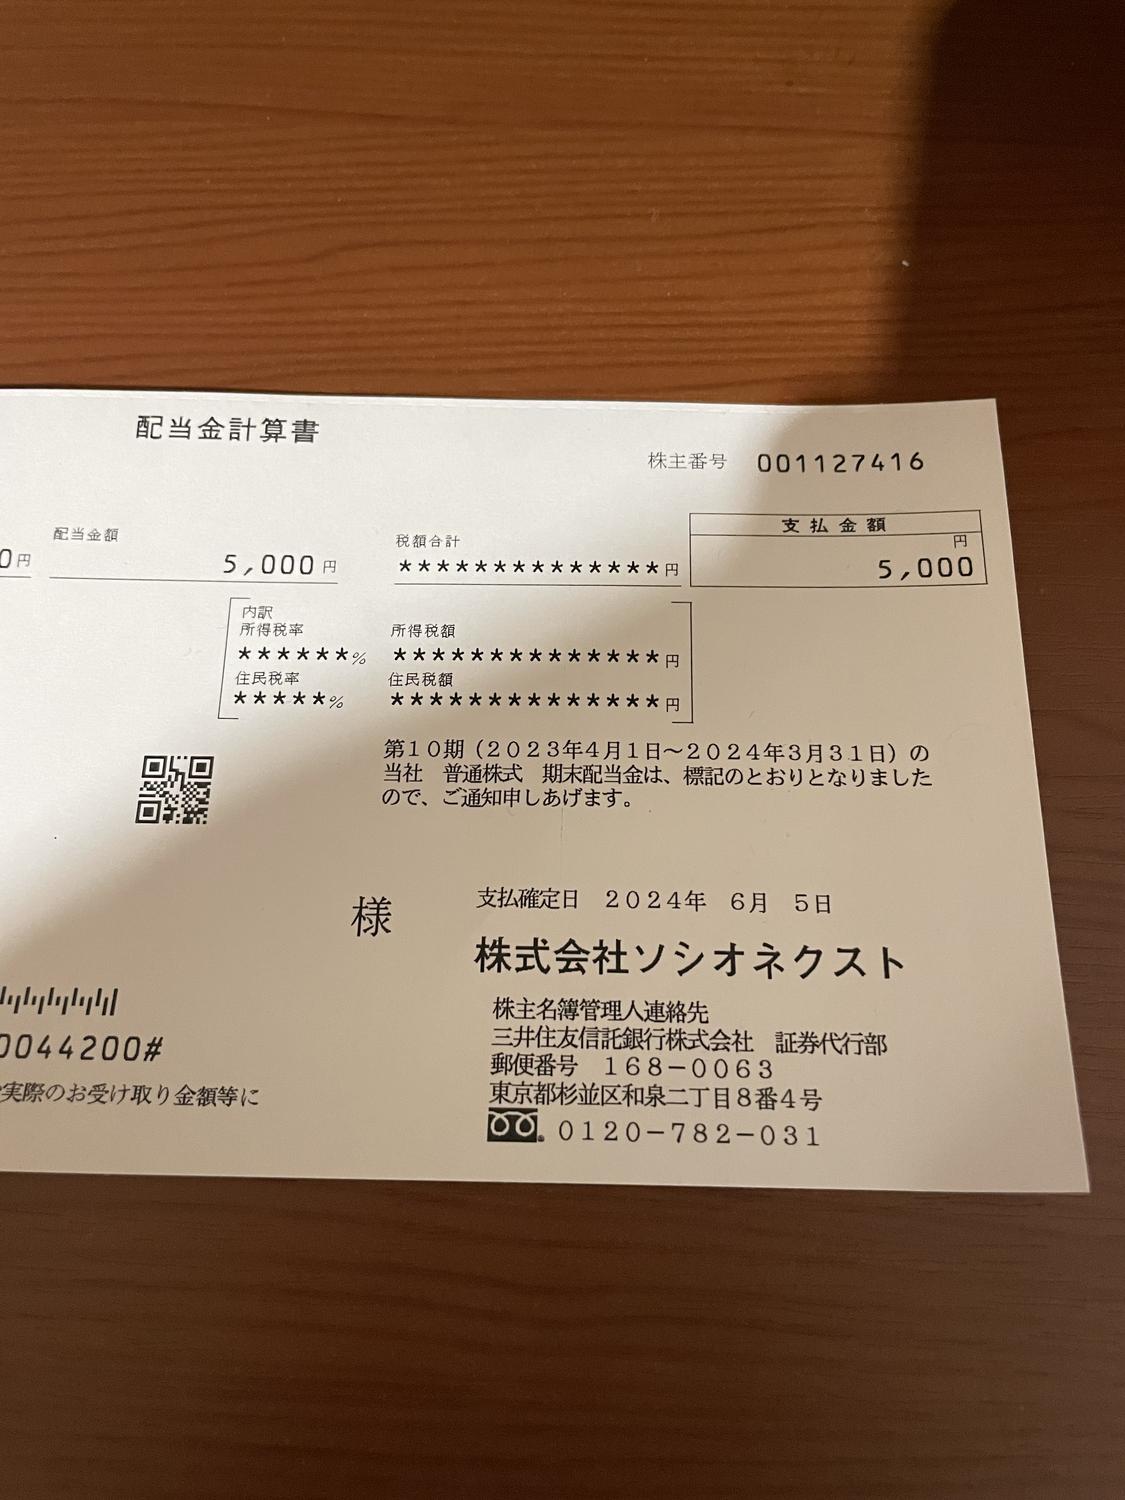 配当金計算書
株主番号 001127416
配当金額 税額合計 支払金額
0円 5,000円 **************円 円 5,000
内訳
所得税率 所得税額
******% **************円
住民税率 住民税額
*****% **************円
第10期（2023年4月1日～2024年3月31日）の
当社 普通株式 期末配当金は、標記のとおりとなりました
ので、ご通知申しあげます。
様
支払確定日 2024年 6月 5日
株式会社ソシオネクスト
株主名簿管理人連絡先
三井住友信託銀行株式会社 証券代行部
郵便番号 168-0063
東京都杉並区和泉二丁目8番4号
0120-782-031
0044200#
実際のお受け取り金額等に